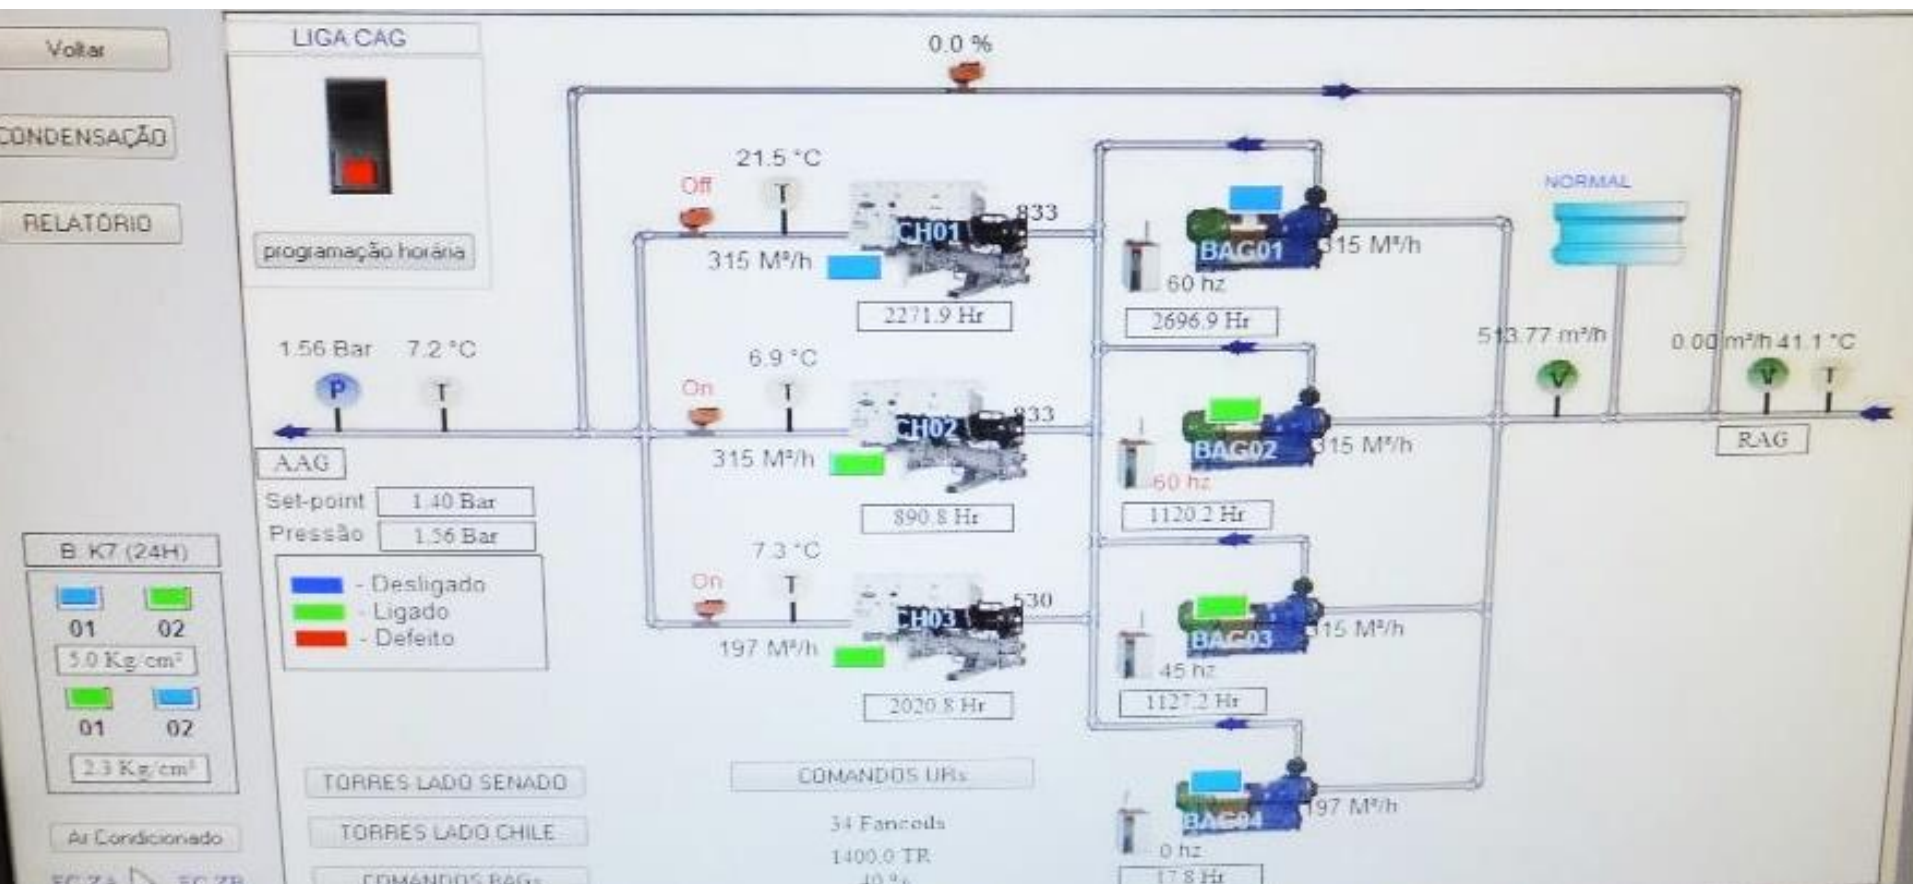 Voltar
CONDENSAÇÃO
RELATÓRIO
LIGA CAG
programação horária
0.0 %
21.5 °C
Off
T
315 M³/h
CH01
833
2271.9 Hr
BAG01
315 M³/h
60 hz
2696.9 Hr
NORMAL
1.56 Bar
7.2 °C
P
T
AAG
6.9 °C
On
T
315 M³/h
CH02
833
890.8 Hr
BAG02
315 M³/h
60 hz
1120.2 Hr
513.77 m³/h
V
0.00 m³/h 41.1 °C
V
T
RAG
Set-point 1.40 Bar
Pressão 1.56 Bar
- Desligado
- Ligado
- Defeito
7.3 °C
On
T
197 M³/h
CH03
530
2020.8 Hr
BAG03
315 M³/h
45 hz
1127.2 Hr
BAG04
197 M³/h
0 hz
17.8 Hr
B. K7 (24H)
01 02
5.0 Kg/cm²
01 02
2.3 Kg/cm²
Ar Condicionado
TORRES LADO SENADO
TORRES LADO CHILE
COMANDOS BAGs
COMANDOS URs
34 Fancoils
1400.0 TR